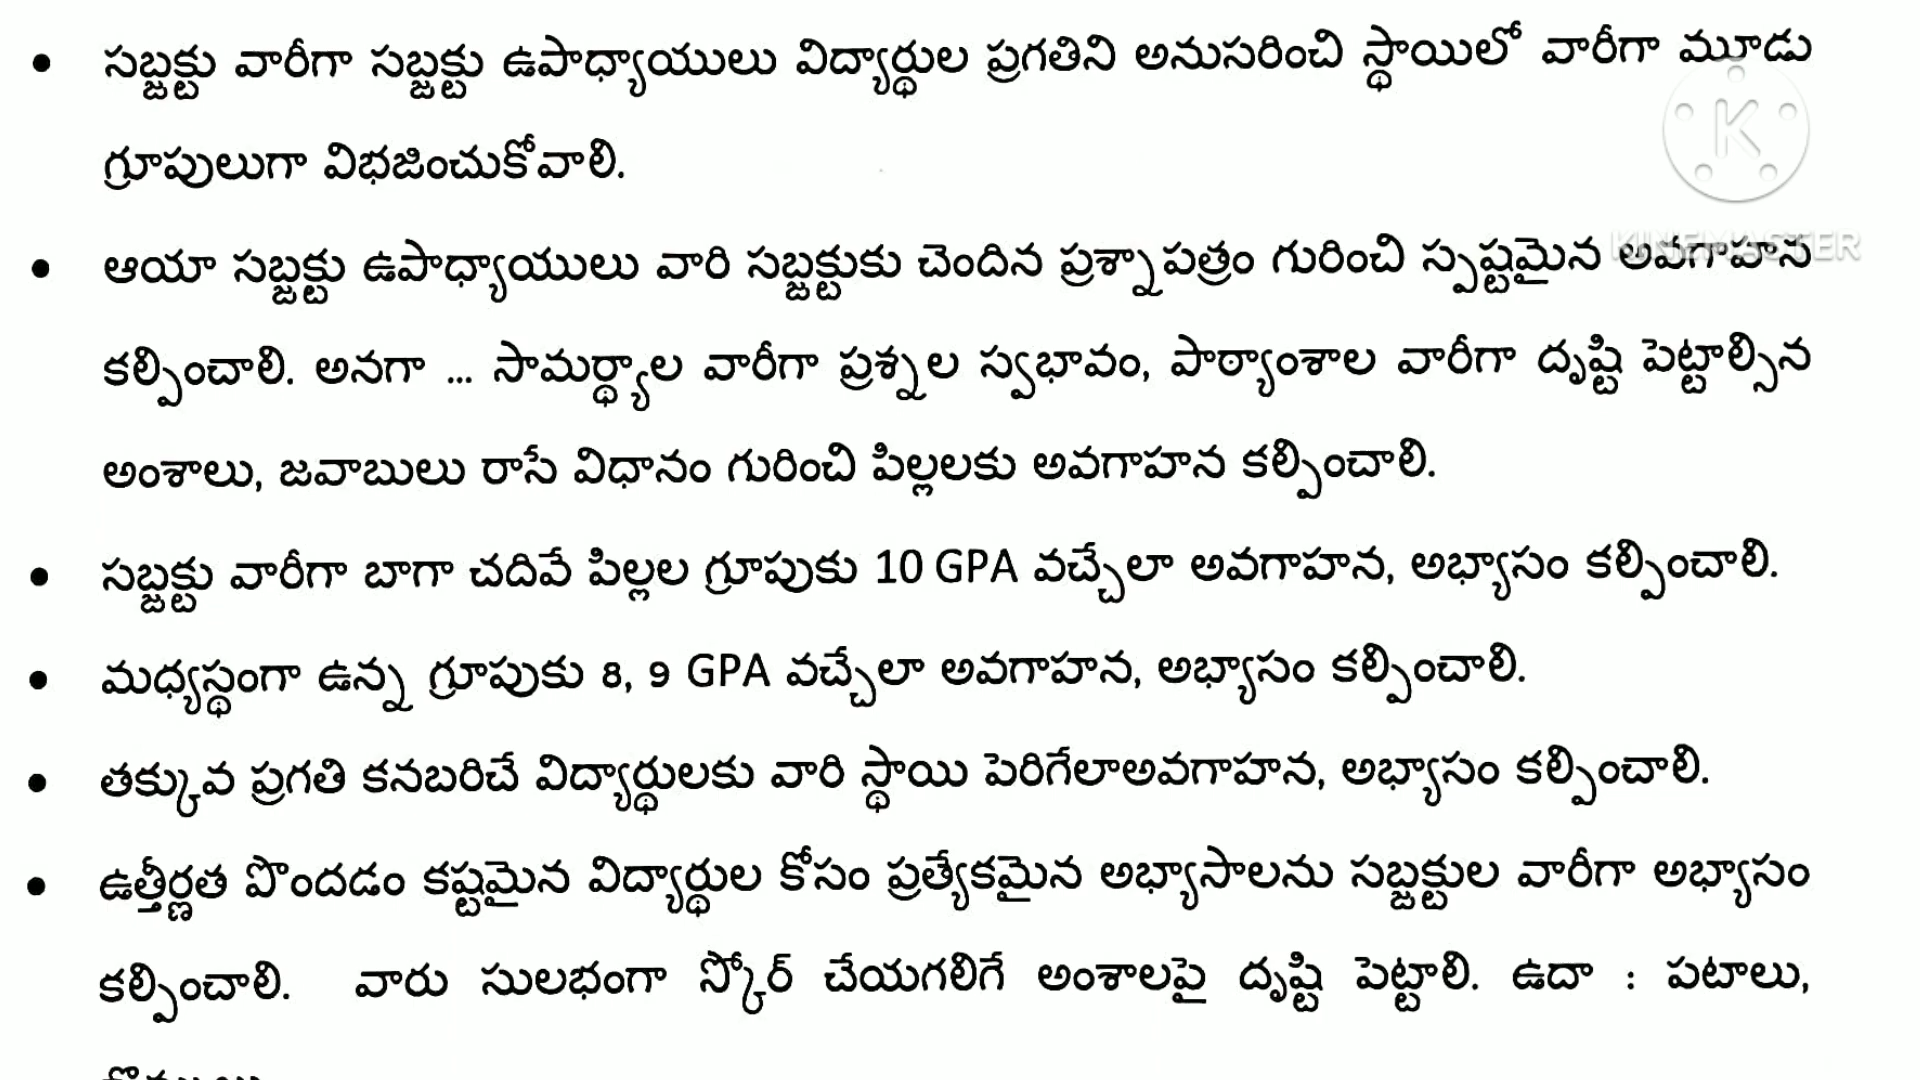 • సబ్జక్టు వారీగా సబ్జక్టు ఉపాధ్యాయులు విద్యార్థుల ప్రగతిని అనుసరించి స్థాయిలో వారీగా మూడు
గ్రూపులుగా విభజించుకోవాలి.
KINEMASTER
• ఆయా సబ్జక్టు ఉపాధ్యాయులు వారి సబ్జక్టుకు చెందిన ప్రశ్నాపత్రం గురించి స్పష్టమైన అవగాహన
కల్పించాలి. అనగా ... సామర్థ్యాల వారీగా ప్రశ్నల స్వభావం, పాఠ్యాంశాల వారీగా దృష్టి పెట్టాల్సిన
అంశాలు, జవాబులు రాసే విధానం గురించి పిల్లలకు అవగాహన కల్పించాలి.
• సబ్జక్టు వారీగా బాగా చదివే పిల్లల గ్రూపుకు 10 GPA వచ్చేలా అవగాహన, అభ్యాసం కల్పించాలి.
• మధ్యస్థంగా ఉన్న గ్రూపుకు 8, 9 GPA వచ్చేలా అవగాహన, అభ్యాసం కల్పించాలి.
• తక్కువ ప్రగతి కనబరిచే విద్యార్థులకు వారి స్థాయి పెరిగేలాఅవగాహన, అభ్యాసం కల్పించాలి.
• ఉత్తీర్ణత పొందడం కష్టమైన విద్యార్థుల కోసం ప్రత్యేకమైన అభ్యాసాలను సబ్జక్టుల వారీగా అభ్యాసం
కల్పించాలి. వారు సులభంగా స్కోర్ చేయగలిగే అంశాలపై దృష్టి పెట్టాలి. ఉదా : పటాలు,